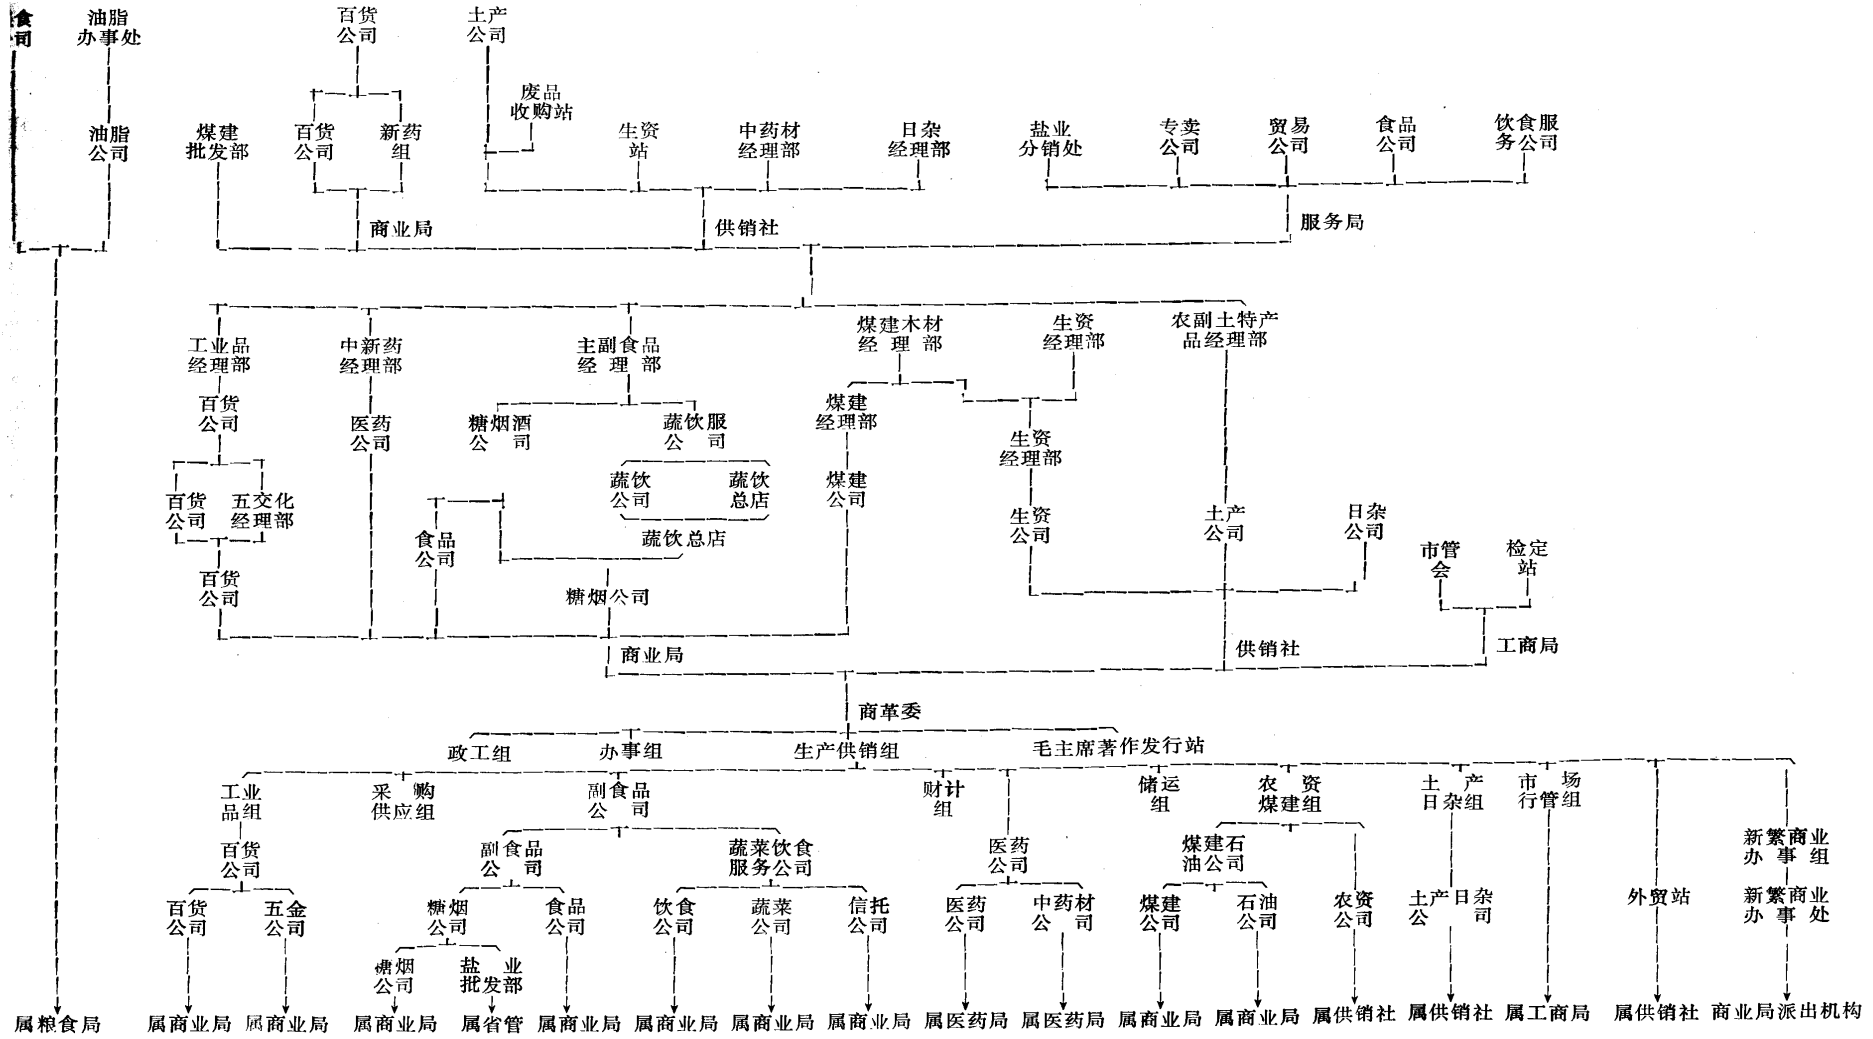 食
司
油脂
办事处
百货
公司
土产
公司
废品
收购站
油脂
公司
煤建
批发部
百货
公司
新药
组
生资
站
中药材
经理部
日杂
经理部
盐业
分销处
专卖
公司
贸易
公司
食品
公司
饮食服
务公司
商业局
供销社
服务局
工业品
经理部
中新药
经理部
主副食品
经理部
煤建木材
经理部
生资
经理部
农副土特产
品经理部
百货
公司
医药
公司
糖烟酒
公司
蔬饮服
公司
煤建
经理部
生资
经理部
百货
公司
五交化
经理部
蔬饮
公司
蔬饮
总店
煤建
公司
生资
公司
土产
公司
日杂
公司
食品
公司
蔬饮总店
市管
会
检定
站
百货
公司
糖烟公司
商业局
供销社
工商局
商革委
政工组
办事组
生产供销组
毛主席著作发行站
工业
品组
采购
供应组
副食品
公司
财计
组
储运
组
农资
煤建组
土产
日杂组
市场
行管组
百货
公司
副食品
公司
蔬菜饮食
服务公司
医药
公司
煤建石
油公司
新繁商业
办事组
百货
公司
五金
公司
糖烟
公司
食品
公司
饮食
公司
蔬菜
公司
信托
公司
医药
公司
中药材
公司
煤建
公司
石油
公司
农资
公司
土产日杂
公司
外贸站
新繁商业
办事处
糖烟
公司
盐业
批发部
属粮食局
属商业局
属商业局
属商业局
属省管
属商业局
属商业局
属商业局
属商业局
属医药局
属医药局
属商业局
属商业局
属供销社
属供销社
属工商局
属供销社
商业局派出机构